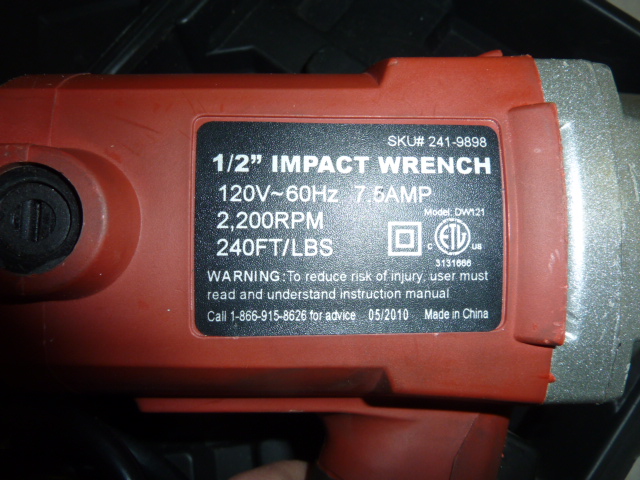 SKU# 241-9898
1/2" IMPACT WRENCH
120V~60Hz 7.5AMP
2,200RPM
Model: DW121
240FT/LBS
C ETL US
3131666
WARNING: To reduce risk of injury, user must
read and understand instruction manual
Call 1-866-915-8626 for advice 05/2010 Made in China